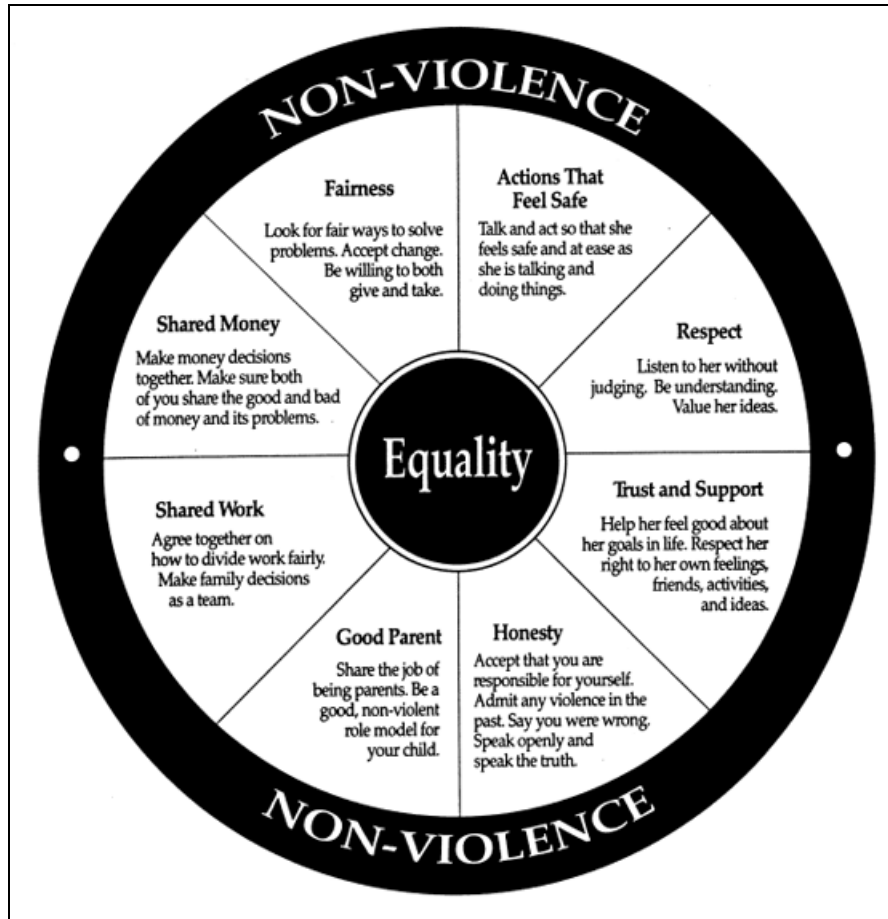 NON-VIOLENCE
Fairness
Look for fair ways to solve
problems. Accept change.
Be willing to both
give and take.
Actions That
Feel Safe
Talk and act so that she
feels safe and at ease as
she is talking and
doing things.
Shared Money
Make money decisions
together. Make sure both
of you share the good and bad
of money and its problems.
Respect
Listen to her without
judging. Be understanding.
Value her ideas.
Equality
Shared Work
Agree together on
how to divide work fairly.
Make family decisions
as a team.
Trust and Support
Help her feel good about
her goals in life. Respect her
right to her own feelings,
friends, activities,
and ideas.
Good Parent
Share the job of
being parents. Be a
good, non-violent
role model for
your child.
Honesty
Accept that you are
responsible for yourself.
Admit any violence in the
past. Say you were wrong.
Speak openly and
speak the truth.
NON-VIOLENCE